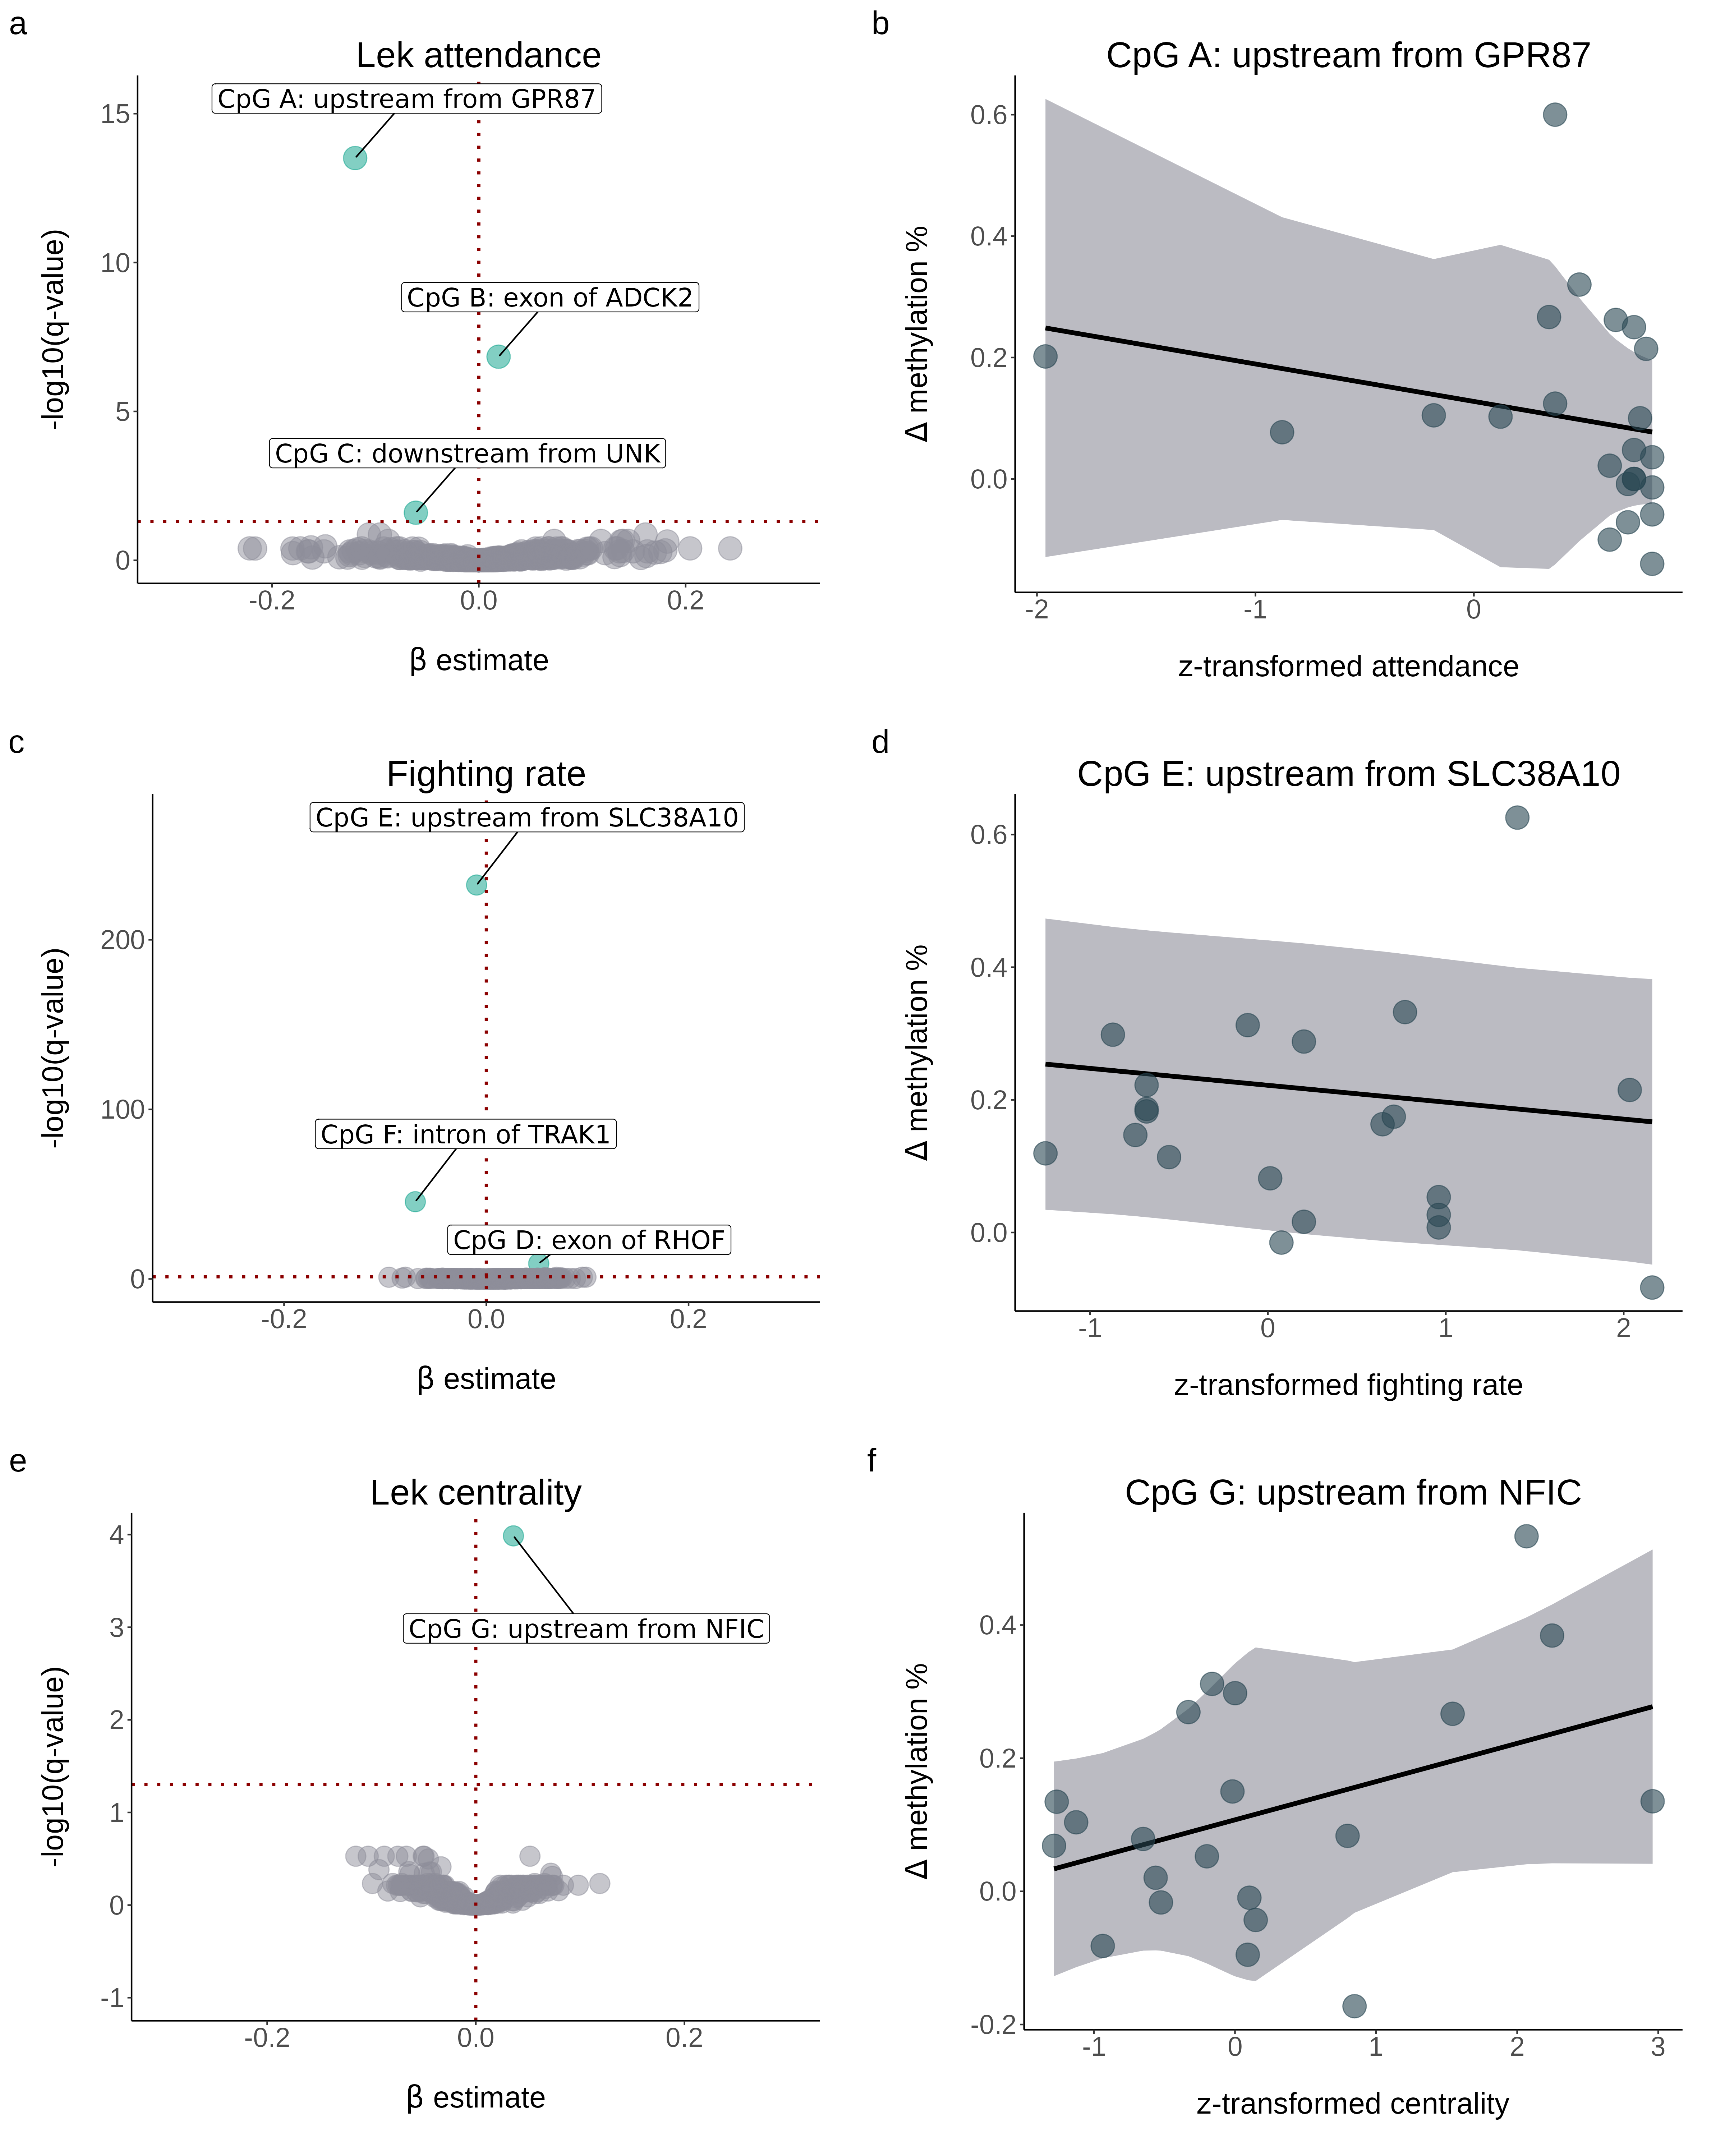 a
Lek attendance
CpG A: upstream from GPR87
CpG B: exon of ADCK2
CpG C: downstream from UNK
15
10
5
0
-0.2
0.0
0.2
-log10(q-value)
β estimate
b
CpG A: upstream from GPR87
0.6
0.4
0.2
0.0
-2
-1
0
Δ methylation %
z-transformed attendance
c
Fighting rate
CpG E: upstream from SLC38A10
CpG F: intron of TRAK1
CpG D: exon of RHOF
200
100
0
-0.2
0.0
0.2
-log10(q-value)
β estimate
d
CpG E: upstream from SLC38A10
0.6
0.4
0.2
0.0
-1
0
1
2
Δ methylation %
z-transformed fighting rate
e
Lek centrality
CpG G: upstream from NFIC
4
3
2
1
0
-1
-0.2
0.0
0.2
-log10(q-value)
β estimate
f
CpG G: upstream from NFIC
0.4
0.2
0.0
-0.2
-1
0
1
2
3
Δ methylation %
z-transformed centrality